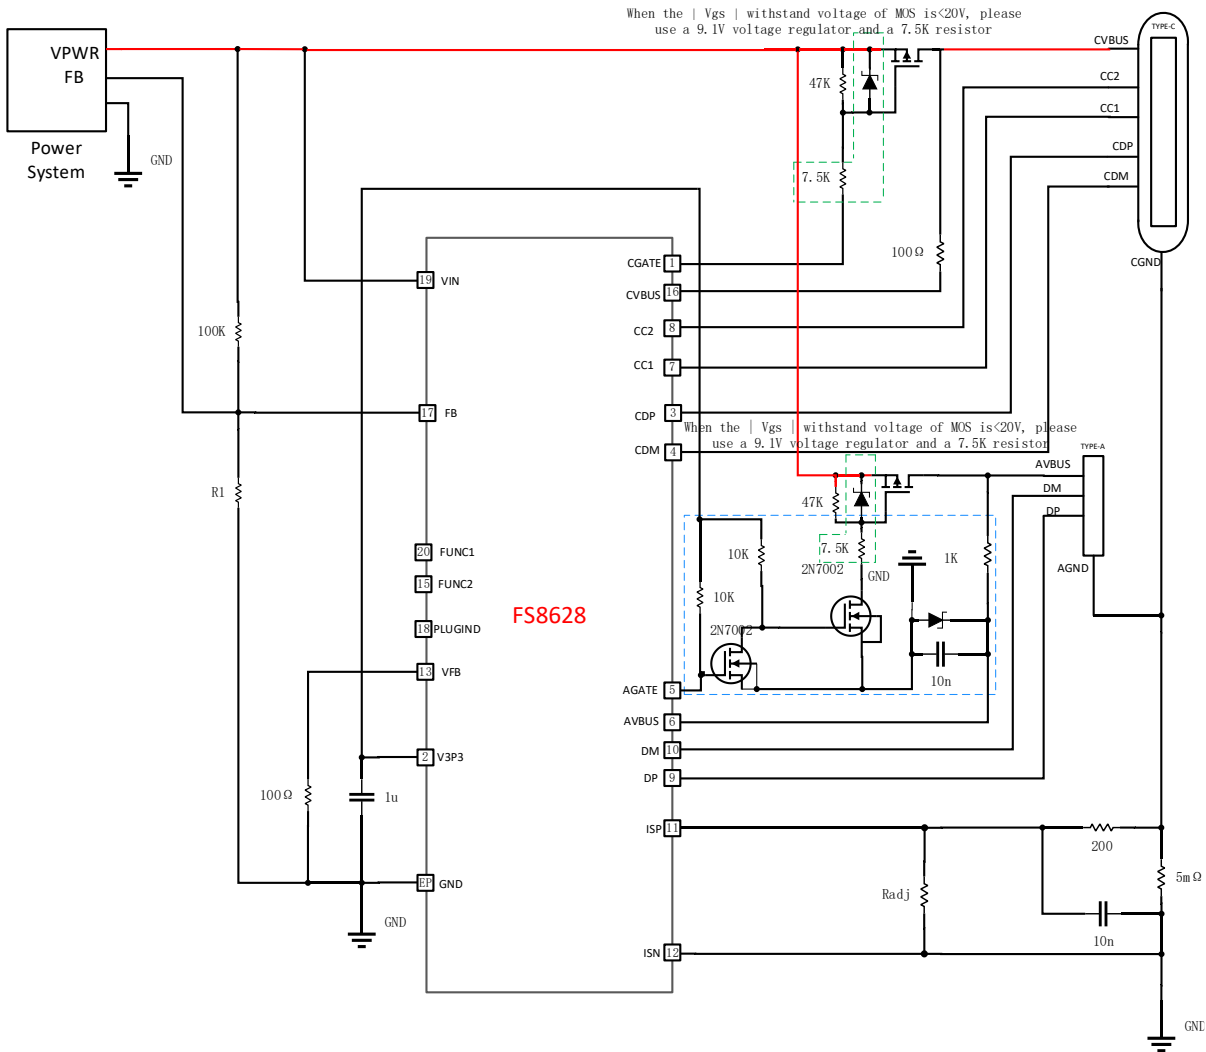 When the | Vgs | withstand voltage of MOS is<20V, please
use a 9.1V voltage regulator and a 7.5K resistor
TYPE-C
VPWR
CVBUS
FB
CC2
47K
CC1
Power
System
GND
CDP
7.5K
CDM
100Ω
CGATE 1
CGND
19 VIN
CVBUS 16
100K
CC2 8
CC1 7
17 FB
CDP 3
When the | Vgs | withstand voltage of MOS is<20V, please
use a 9.1V voltage regulator and a 7.5K resistor
CDM 4
TYPE-A
AVBUS
R1
DM
47K
DP
20 FUNC1
10K
7.5K
1K
2N7002
GND
AGND
15 FUNC2
10K
FS8628
18 PLUGIND
2N7002
13 VFB
10n
AGATE 5
AVBUS 6
2 V3P3
DM 10
DP 9
100Ω
1u
ISP 11
200
5mΩ
EP GND
Radj
GND
10n
ISN 12
GND